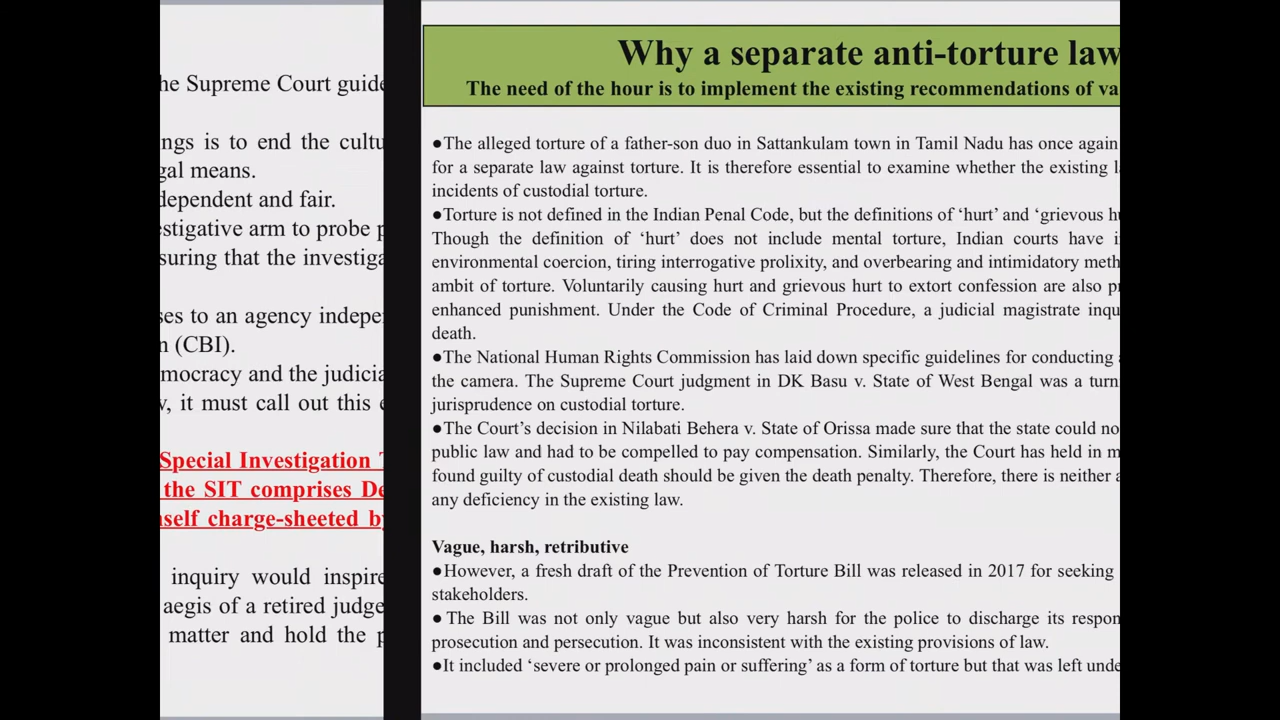 he Supreme Court guide
ngs is to end the cultu
gal means.
dependent and fair.
estigative arm to probe p
suring that the investiga
ses to an agency indeper
n (CBI).
mocracy and the judicia
v, it must call out this e
Special Investigation T
the SIT comprises De
nself charge-sheeted by
inquiry would inspire
aegis of a retired judge
matter and hold the p
Why a separate anti-torture law
The need of the hour is to implement the existing recommendations of va
●The alleged torture of a father-son duo in Sattankulam town in Tamil Nadu has once again
for a separate law against torture. It is therefore essential to examine whether the existing l
incidents of custodial torture.
●Torture is not defined in the Indian Penal Code, but the definitions of ‘hurt’ and ‘grievous h
Though the definition of ‘hurt’ does not include mental torture, Indian courts have i
environmental coercion, tiring interrogative prolixity, and overbearing and intimidatory meth
ambit of torture. Voluntarily causing hurt and grievous hurt to extort confession are also p
enhanced punishment. Under the Code of Criminal Procedure, a judicial magistrate inqu
death.
●The National Human Rights Commission has laid down specific guidelines for conducting
the camera. The Supreme Court judgment in DK Basu v. State of West Bengal was a turn
jurisprudence on custodial torture.
●The Court’s decision in Nilabati Behera v. State of Orissa made sure that the state could no
public law and had to be compelled to pay compensation. Similarly, the Court has held in m
found guilty of custodial death should be given the death penalty. Therefore, there is neither a
any deficiency in the existing law.
Vague, harsh, retributive
●However, a fresh draft of the Prevention of Torture Bill was released in 2017 for seeking
stakeholders.
● The Bill was not only vague but also very harsh for the police to discharge its respon
prosecution and persecution. It was inconsistent with the existing provisions of law.
●It included ‘severe or prolonged pain or suffering’ as a form of torture but that was left unde